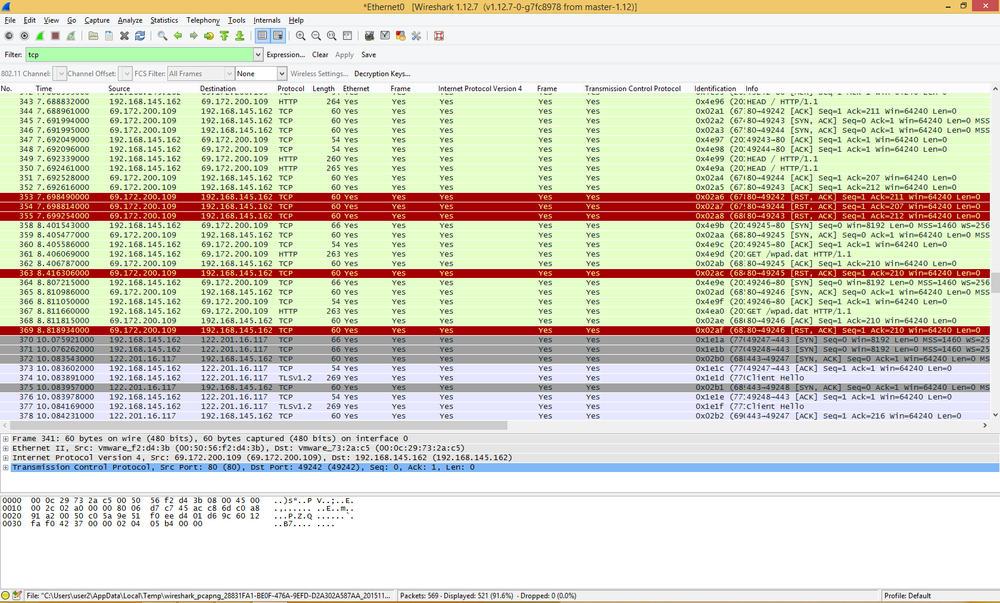 *Ethernet0   [Wireshark 1.12.7  (v1.12.7-0-g7fc8978 from master-1.12)]
File Edit View Go Capture Analyze Statistics Telephony Tools Internals Help
Filter: tcp Expression... Clear Apply Save
802.11 Channel: Channel Offset: FCS Filter: All Frames None Wireless Settings... Decryption Keys...
No. Time Source Destination Protocol Length Ethernet Frame Internet Protocol Version 4 Frame Transmission Control Protocol Identification Info
343 7.688832000 192.168.145.162 69.172.200.109 HTTP 264 Yes Yes Yes Yes Yes 0x4e96 (20: HEAD / HTTP/1.1
344 7.688961000 69.172.200.109 192.168.145.162 TCP 60 Yes Yes Yes Yes Yes 0x02a1 (67 80→49242 [ACK] Seq=1 Ack=211 Win=64240 Len=0
345 7.691994000 69.172.200.109 192.168.145.162 TCP 60 Yes Yes Yes Yes Yes 0x02a2 (67 80→49243 [SYN, ACK] Seq=0 Ack=1 Win=64240 Len=0 MSS
346 7.691995000 69.172.200.109 192.168.145.162 TCP 60 Yes Yes Yes Yes Yes 0x02a3 (67 80→49244 [SYN, ACK] Seq=0 Ack=1 Win=64240 Len=0 MSS
347 7.692049000 192.168.145.162 69.172.200.109 TCP 54 Yes Yes Yes Yes Yes 0x4e97 (20: 49243→80 [ACK] Seq=1 Ack=1 Win=64240 Len=0
348 7.692096000 192.168.145.162 69.172.200.109 TCP 54 Yes Yes Yes Yes Yes 0x4e98 (20: 49244→80 [ACK] Seq=1 Ack=1 Win=64240 Len=0
349 7.692339000 192.168.145.162 69.172.200.109 HTTP 260 Yes Yes Yes Yes Yes 0x4e99 (20: HEAD / HTTP/1.1
350 7.692461000 192.168.145.162 69.172.200.109 HTTP 265 Yes Yes Yes Yes Yes 0x4e9a (20: HEAD / HTTP/1.1
351 7.692528000 69.172.200.109 192.168.145.162 TCP 60 Yes Yes Yes Yes Yes 0x02a4 (67 80→49244 [ACK] Seq=1 Ack=207 Win=64240 Len=0
352 7.692616000 69.172.200.109 192.168.145.162 TCP 60 Yes Yes Yes Yes Yes 0x02a5 (67 80→49243 [ACK] Seq=1 Ack=212 Win=64240 Len=0
353 7.698490000 69.172.200.109 192.168.145.162 TCP 60 Yes Yes Yes Yes Yes 0x02a6 (67 80→49242 [RST, ACK] Seq=1 Ack=211 Win=64240 Len=0
354 7.698814000 69.172.200.109 192.168.145.162 TCP 60 Yes Yes Yes Yes Yes 0x02a7 (67 80→49244 [RST, ACK] Seq=1 Ack=207 Win=64240 Len=0
355 7.699254000 69.172.200.109 192.168.145.162 TCP 60 Yes Yes Yes Yes Yes 0x02a8 (68 80→49243 [RST, ACK] Seq=1 Ack=212 Win=64240 Len=0
358 8.401543000 192.168.145.162 69.172.200.109 TCP 66 Yes Yes Yes Yes Yes 0x4e9b (20: 49245→80 [SYN] Seq=0 Win=8192 Len=0 MSS=1460 WS=256
359 8.405477000 69.172.200.109 192.168.145.162 TCP 60 Yes Yes Yes Yes Yes 0x02aa (68 80→49245 [SYN, ACK] Seq=0 Ack=1 Win=64240 Len=0 MSS
360 8.405586000 192.168.145.162 69.172.200.109 TCP 54 Yes Yes Yes Yes Yes 0x4e9c (20: 49245→80 [ACK] Seq=1 Ack=1 Win=64240 Len=0
361 8.406069000 192.168.145.162 69.172.200.109 HTTP 263 Yes Yes Yes Yes Yes 0x4e9d (20: GET /wpad.dat HTTP/1.1
362 8.406787000 69.172.200.109 192.168.145.162 TCP 60 Yes Yes Yes Yes Yes 0x02ab (68 80→49245 [ACK] Seq=1 Ack=210 Win=64240 Len=0
363 8.416306000 69.172.200.109 192.168.145.162 TCP 60 Yes Yes Yes Yes Yes 0x02ac (68 80→49245 [RST, ACK] Seq=1 Ack=210 Win=64240 Len=0
364 8.807215000 192.168.145.162 69.172.200.109 TCP 66 Yes Yes Yes Yes Yes 0x4e9e (20: 49246→80 [SYN] Seq=0 Win=8192 Len=0 MSS=1460 WS=256
365 8.810986000 69.172.200.109 192.168.145.162 TCP 60 Yes Yes Yes Yes Yes 0x02ad (68 80→49246 [SYN, ACK] Seq=0 Ack=1 Win=64240 Len=0 MSS
366 8.811050000 192.168.145.162 69.172.200.109 TCP 54 Yes Yes Yes Yes Yes 0x4e9f (20: 49246→80 [ACK] Seq=1 Ack=1 Win=64240 Len=0
367 8.811660000 192.168.145.162 69.172.200.109 HTTP 263 Yes Yes Yes Yes Yes 0x4ea0 (20: GET /wpad.dat HTTP/1.1
368 8.811815000 69.172.200.109 192.168.145.162 TCP 60 Yes Yes Yes Yes Yes 0x02ae (68 80→49246 [ACK] Seq=1 Ack=210 Win=64240 Len=0
369 8.818934000 69.172.200.109 192.168.145.162 TCP 60 Yes Yes Yes Yes Yes 0x02af (68 80→49246 [RST, ACK] Seq=1 Ack=210 Win=64240 Len=0
370 10.075921000 192.168.145.162 122.201.16.117 TCP 66 Yes Yes Yes Yes Yes 0x1e1a (77 49247→443 [SYN] Seq=0 Win=8192 Len=0 MSS=1460 WS=25
371 10.076262000 192.168.145.162 122.201.16.117 TCP 66 Yes Yes Yes Yes Yes 0x1e1b (77 49248→443 [SYN] Seq=0 Win=8192 Len=0 MSS=1460 WS=25
372 10.083543000 122.201.16.117 192.168.145.162 TCP 60 Yes Yes Yes Yes Yes 0x02b0 (68 443→49247 [SYN, ACK] Seq=0 Ack=1 Win=64240 Len=0 MS
373 10.083602000 192.168.145.162 122.201.16.117 TCP 54 Yes Yes Yes Yes Yes 0x1e1c (77 49247→443 [ACK] Seq=1 Ack=1 Win=64240 Len=0
374 10.083891000 192.168.145.162 122.201.16.117 TLSv1.2 269 Yes Yes Yes Yes Yes 0x1e1d (77 Client Hello
375 10.083957000 122.201.16.117 192.168.145.162 TCP 60 Yes Yes Yes Yes Yes 0x02b1 (68 443→49248 [SYN, ACK] Seq=0 Ack=1 Win=64240 Len=0 MS
376 10.083978000 192.168.145.162 122.201.16.117 TCP 54 Yes Yes Yes Yes Yes 0x1e1e (77 49248→443 [ACK] Seq=1 Ack=1 Win=64240 Len=0
377 10.084169000 192.168.145.162 122.201.16.117 TLSv1.2 269 Yes Yes Yes Yes Yes 0x1e1f (77 Client Hello
378 10.084231000 122.201.16.117 192.168.145.162 TCP 60 Yes Yes Yes Yes Yes 0x02b2 (69 443→49247 [ACK] Seq=1 Ack=216 Win=64240 Len=0
Frame 341: 60 bytes on wire (480 bits), 60 bytes captured (480 bits) on interface 0
Ethernet II, Src: Vmware_f2:d4:3b (00:50:56:f2:d4:3b), Dst: Vmware_73:2a:c5 (00:0c:29:73:2a:c5)
Internet Protocol Version 4, Src: 69.172.200.109 (69.172.200.109), Dst: 192.168.145.162 (192.168.145.162)
Transmission Control Protocol, Src Port: 80 (80), Dst Port: 49242 (49242), Seq: 0, Ack: 1, Len: 0
0000  00 0c 29 73 2a c5 00 50  56 f2 d4 3b 08 00 45 00   ..)s*..P V..;..E.
0010  00 2c 02 a0 00 00 80 06  d7 c7 45 ac c8 6d c0 a8   .,...... ..E..m..
0020  91 a2 00 50 c0 5a 9e 51  f0 ee d4 01 d6 9c 60 12   ...P.Z.Q ......`.
0030  fa f0 42 37 00 00 02 04  05 b4 00 00               ..B7.... ....
File: "C:\Users\user2\AppData\Local\Temp\wireshark_pcapng_28831FA1-BE0F-476A-9EFD-D2A302A587AA_201511... Packets: 569 · Displayed: 521 (91.6%)  · Dropped: 0 (0.0%) Profile: Default